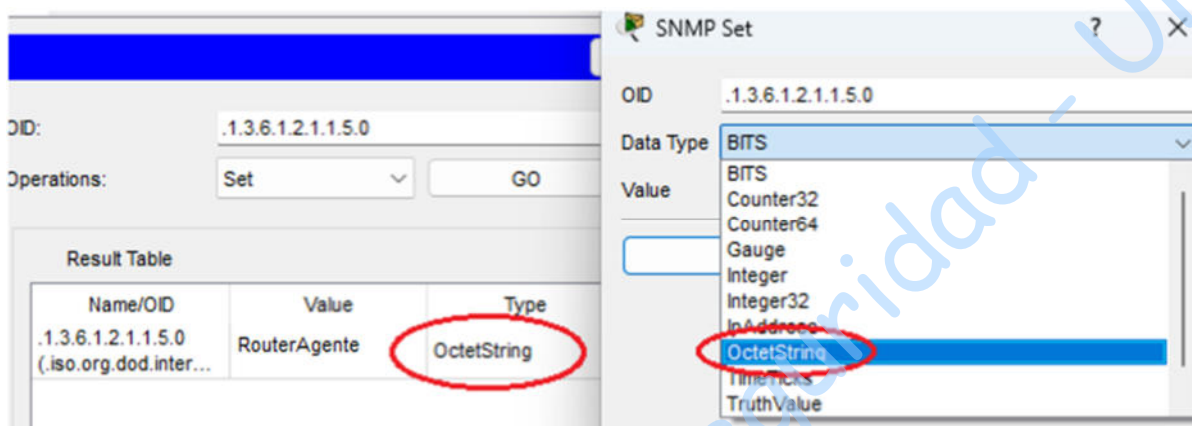 SNMP Set ? ×
OID .1.3.6.1.2.1.1.5.0
OID: .1.3.6.1.2.1.1.5.0
Data Type BITS
Operations: Set GO
BITS
Value
Counter32
Counter64
Gauge
Integer
Integer32
IpAddress
OctetString
TimeTicks
TruthValue
Result Table
Name/OID Value Type
.1.3.6.1.2.1.1.5.0 RouterAgente OctetString
(.iso.org.dod.inter...
guridad - U